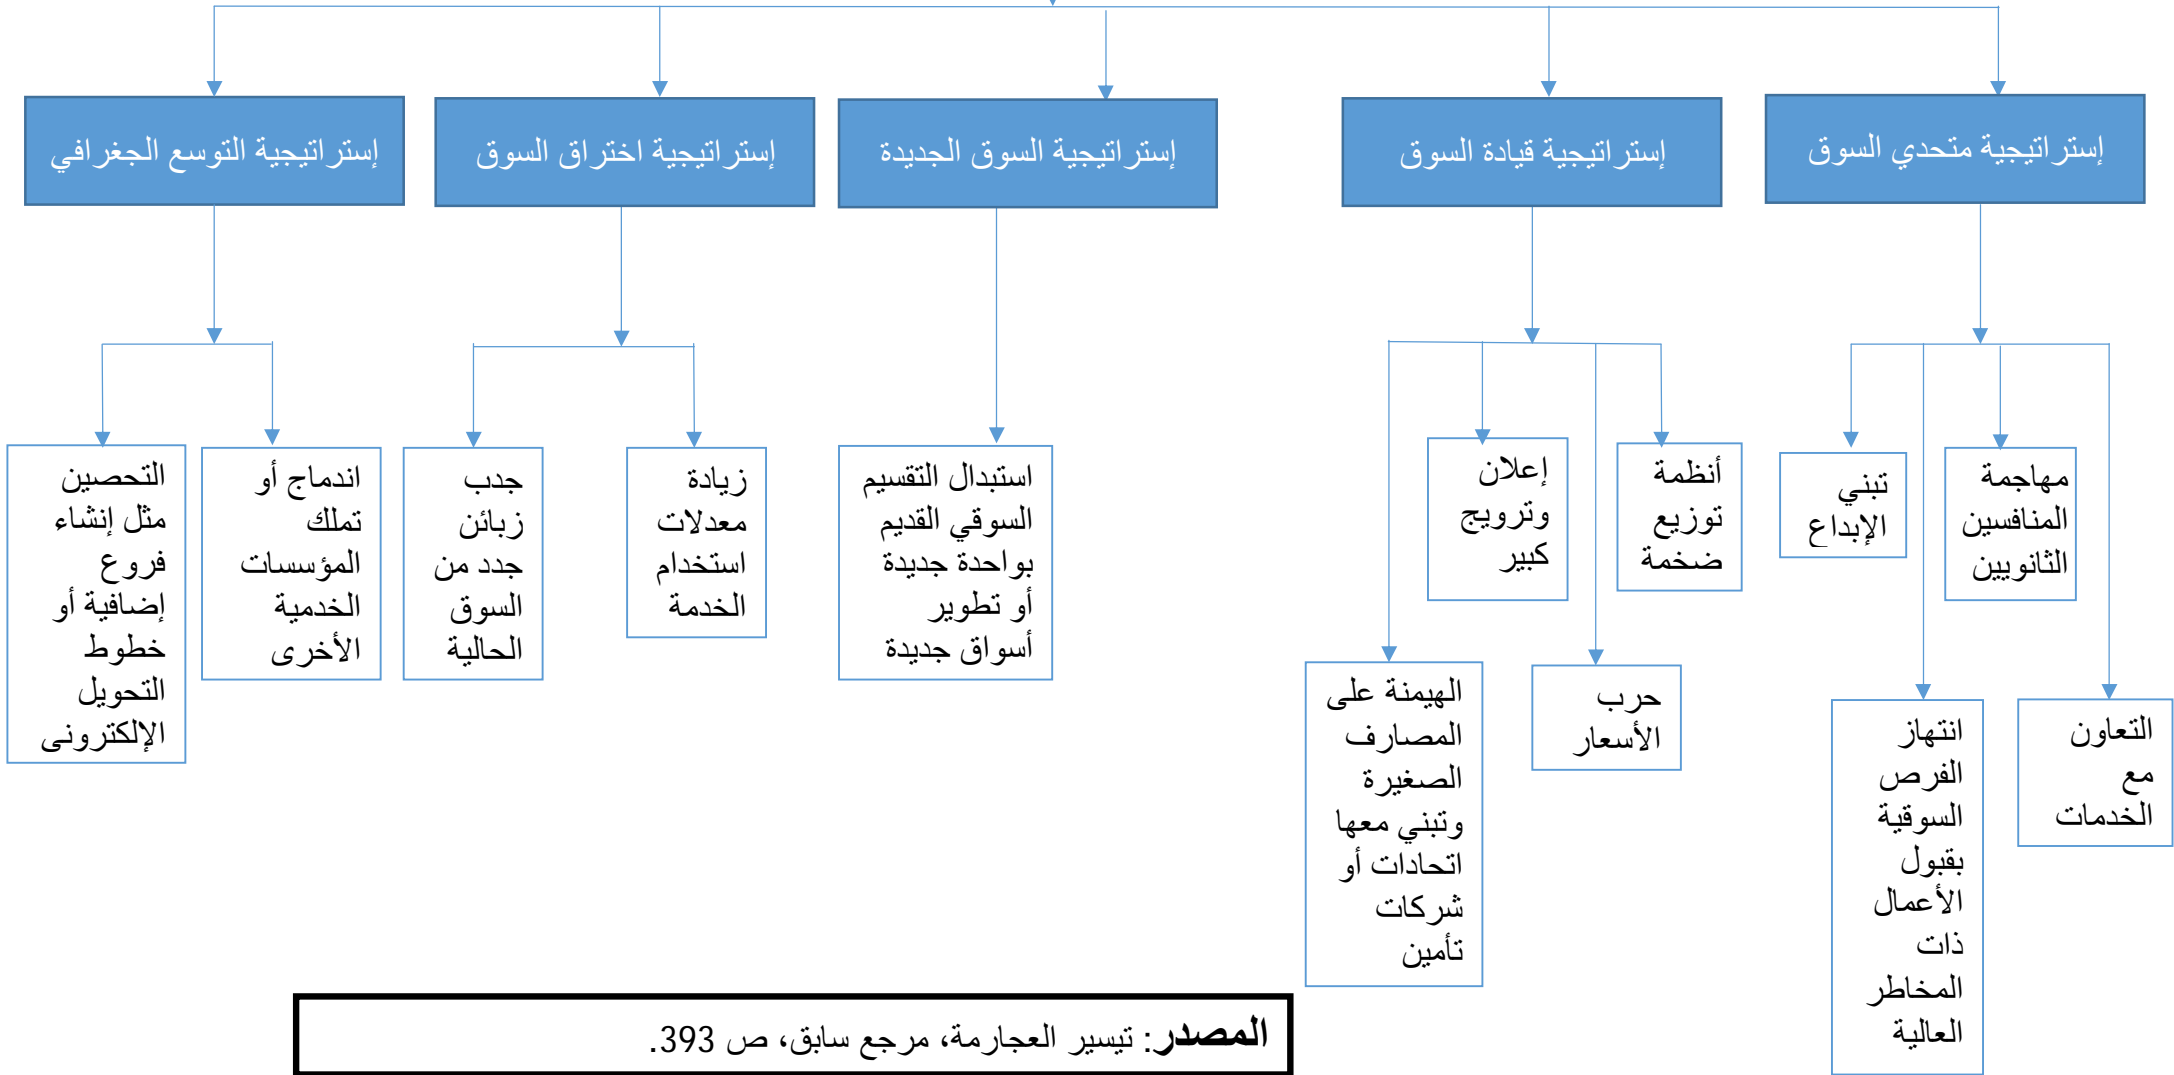 إستراتيجية متحدي السوق
إستراتيجية قيادة السوق
إستراتيجية السوق الجديدة
إستراتيجية اختراق السوق
إستراتيجية التوسع الجغرافي
مهاجمة
المنافسين
الثانويين
تبني
الإبداع
التعاون
مع
الخدمات
انتهاز
الفرص
السوقية
بقبول
الأعمال
ذات
المخاطر
العالية
أنظمة
توزيع
ضخمة
إعلان
وترويج
كبير
حرب
الأسعار
الهيمنة على
المصارف
الصغيرة
وتبني معها
اتحادات أو
شركات
تأمين
استبدال التقسيم
السوقي القديم
بواحدة جديدة
أو تطوير
أسواق جديدة
زيادة
معدلات
استخدام
الخدمة
جدب
زبائن
جدد من
السوق
الحالية
اندماج أو
تملك
المؤسسات
الخدمية
الأخرى
التحصين
مثل إنشاء
فروع
إضافية أو
خطوط
التحويل
الإلكترونى
المصدر: تيسير العجارمة، مرجع سابق، ص 393.